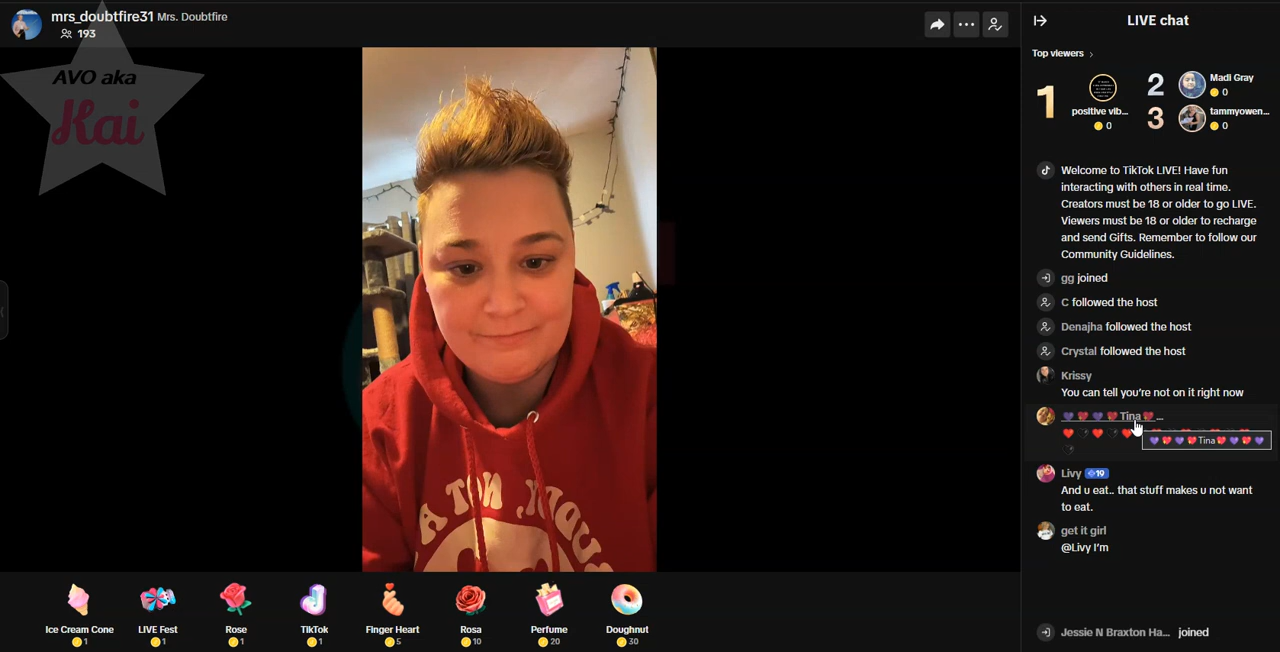 mrs_doubtfire31 Mrs. Doubtfire
193
AVO aka
Kai
LIVE chat
Top viewers
1
positive vib...
0
2
Madi Gray
0
3
tammyowen...
0
Welcome to TikTok LIVE! Have fun
interacting with others in real time.
Creators must be 18 or older to go LIVE.
Viewers must be 18 or older to recharge
and send Gifts. Remember to follow our
Community Guidelines.
gg joined
C followed the host
Denajha followed the host
Crystal followed the host
Krissy
You can tell you're not on it right now
💜💖💜💖Tina💖...
💜💖💜💖Tina💖💜💖💜
Livy 19
And u eat.. that stuff makes u not want
to eat.
get it girl
@Livy I'm
Jessie N Braxton Ha... joined
Ice Cream Cone
1
LIVE Fest
1
Rose
1
TikTok
1
Finger Heart
5
Rosa
10
Perfume
20
Doughnut
30